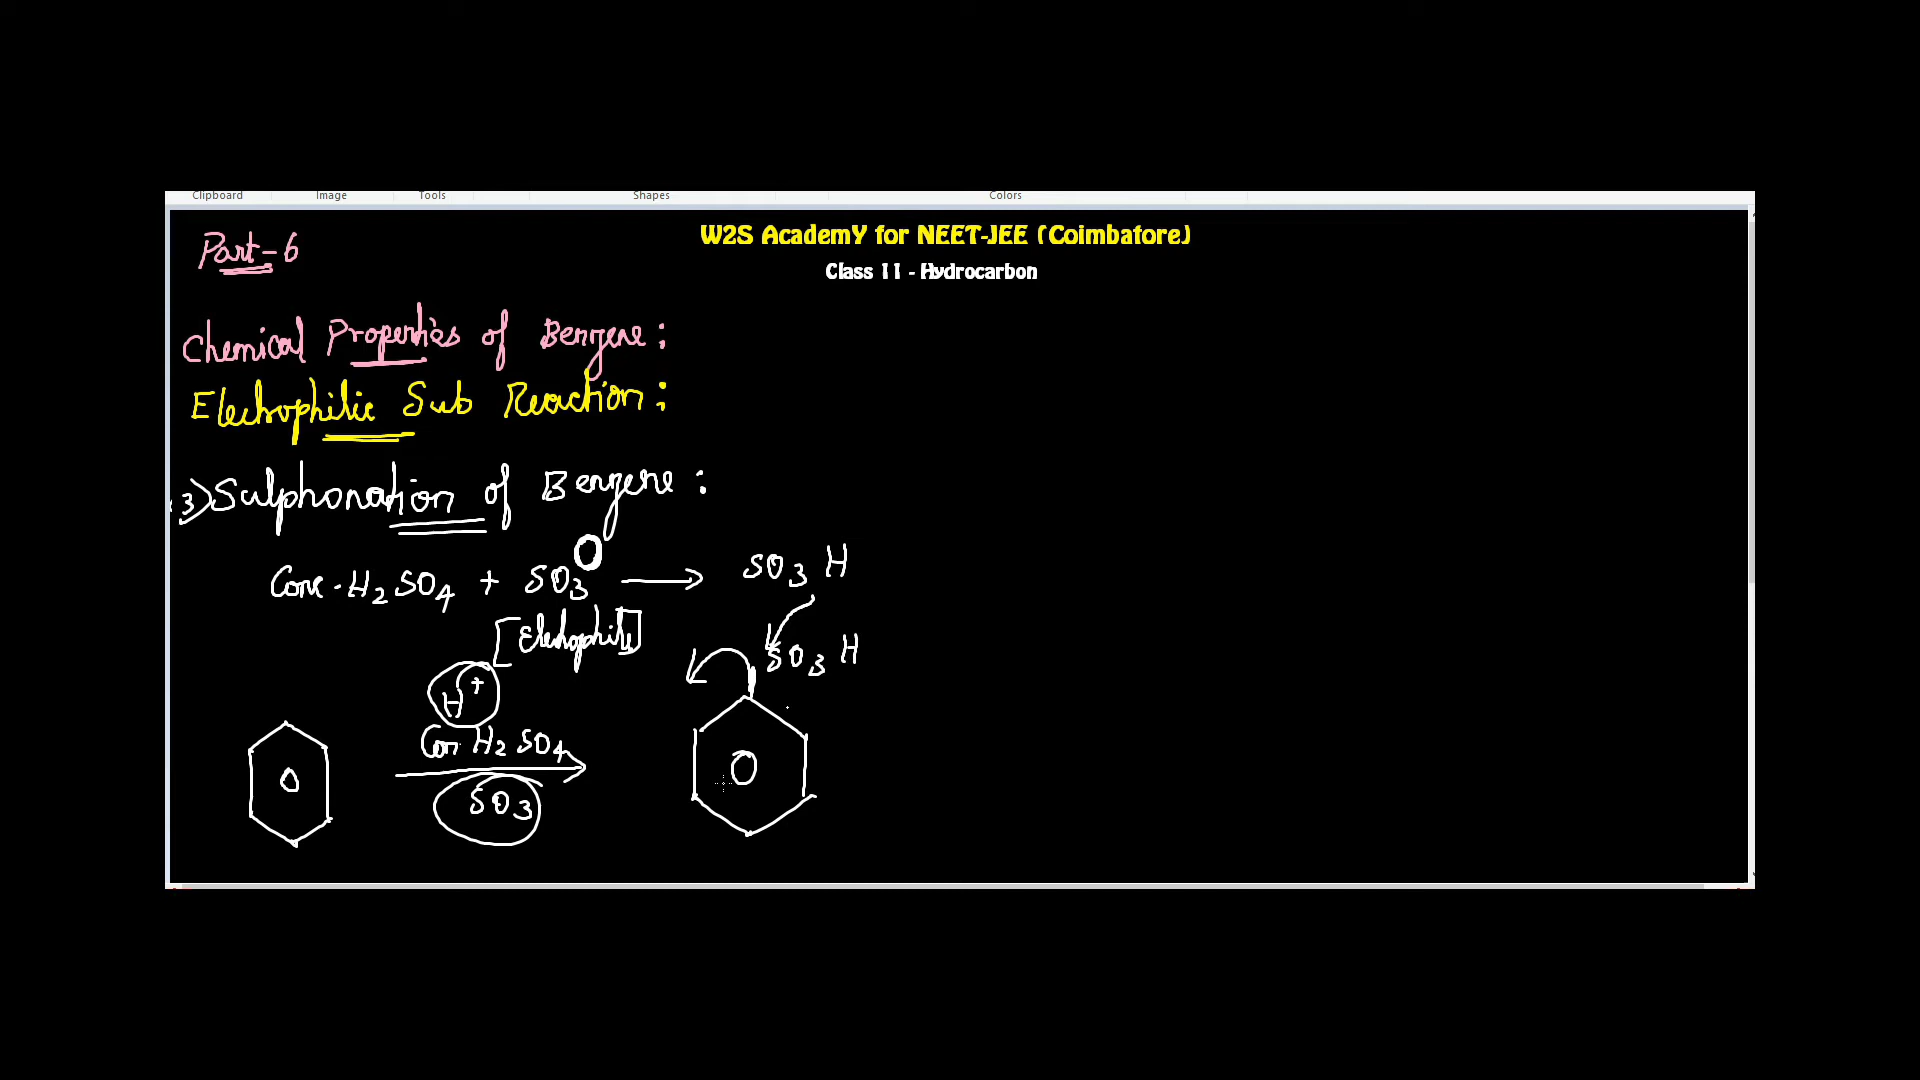 Clipboard Image Tools Shapes Colors
W2S AcademY for NEET-JEE (Coimbatore)
Part-6
Class 11 - Hydrocarbon
Chemical Properties of Benzene:
Electrophilic Sub Reaction:
3) Sulphonation of Benzene:
Conc. H2SO4 + SO3 O → SO3H
[Electrophile]
SO3H
H+
Con H2SO4
SO3